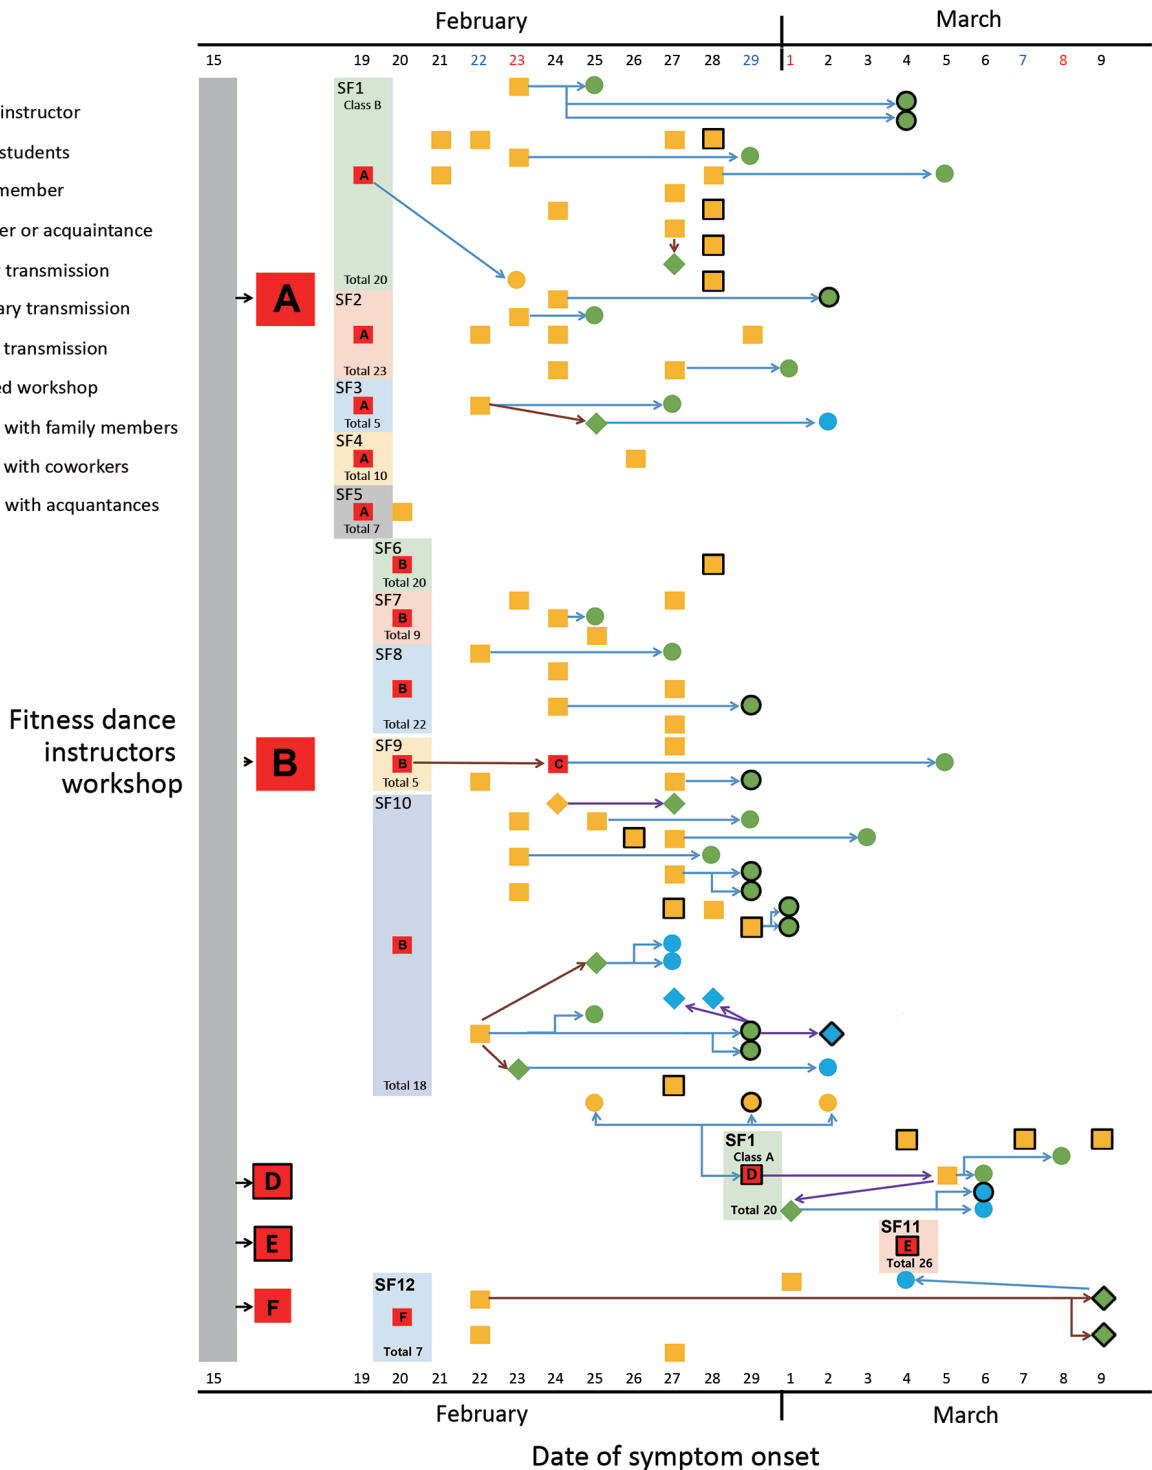 February March
15 19 20 21 22 23 24 25 26 27 28 29 1 2 3 4 5 6 7 8 9
SF1
Class B
instructor
students
A
member
er or acquaintance
transmission
Total 20
A
SF2
ary transmission
A
transmission
Total 23
SF3
ed workshop
A
Total 5
with family members
SF4
A
with coworkers
Total 10
SF5
with acquantances
A
Total 7
SF6
B
Total 20
SF7
B
Total 9
SF8
B
Total 22
Fitness dance
instructors
workshop
B
SF9
B C
Total 5
SF10
B
Total 18
SF1
Class A
D
D
Total 20
SF11
E
E
Total 26
SF12
F
F
Total 7
15 19 20 21 22 23 24 25 26 27 28 29 1 2 3 4 5 6 7 8 9
February March
Date of symptom onset